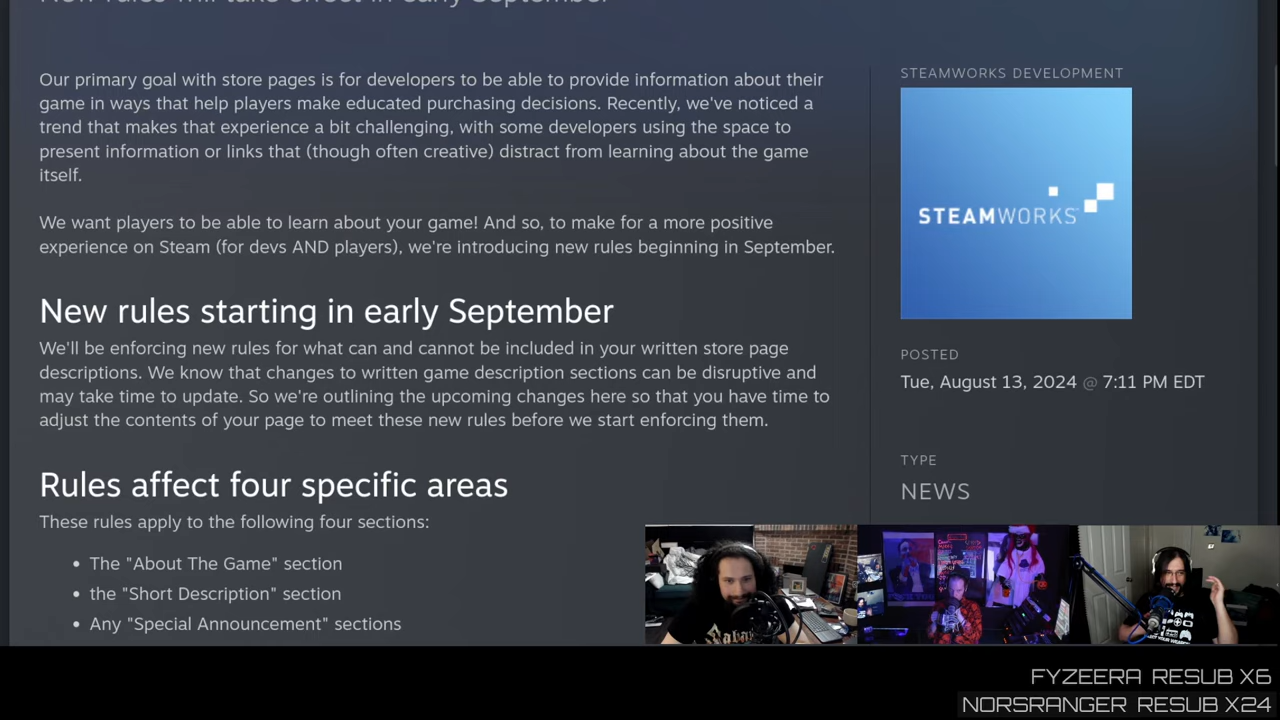 New rules will take effect in early September
Our primary goal with store pages is for developers to be able to provide information about their
game in ways that help players make educated purchasing decisions. Recently, we've noticed a
trend that makes that experience a bit challenging, with some developers using the space to
present information or links that (though often creative) distract from learning about the game
itself.
We want players to be able to learn about your game! And so, to make for a more positive
experience on Steam (for devs AND players), we're introducing new rules beginning in September.
New rules starting in early September
We'll be enforcing new rules for what can and cannot be included in your written store page
descriptions. We know that changes to written game description sections can be disruptive and
may take time to update. So we're outlining the upcoming changes here so that you have time to
adjust the contents of your page to meet these new rules before we start enforcing them.
Rules affect four specific areas
These rules apply to the following four sections:
• The "About The Game" section
• the "Short Description" section
• Any "Special Announcement" sections
STEAMWORKS DEVELOPMENT
STEAMWORKS
POSTED
Tue, August 13, 2024 @ 7:11 PM EDT
TYPE
NEWS
FYZEERA RESUB X6
NORSRANGER RESUB X24